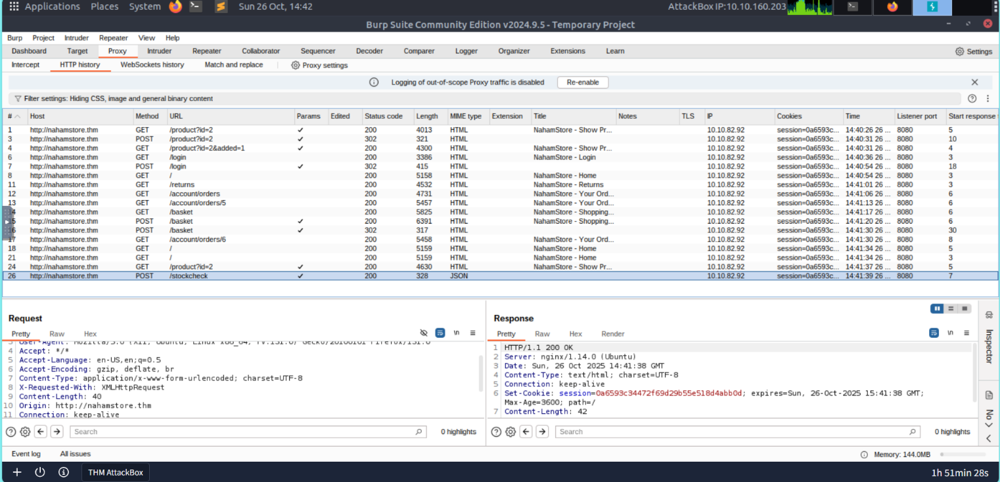 Applications Places System Sun 26 Oct, 14:42 AttackBox IP:10.10.160.203
Burp Suite Community Edition v2024.9.5 - Temporary Project
Burp Project Intruder Repeater View Help
Dashboard Target Proxy Intruder Repeater Collaborator Sequencer Decoder Comparer Logger Organizer Extensions Learn Settings
Intercept HTTP history WebSockets history Match and replace Proxy settings
Logging of out-of-scope Proxy traffic is disabled Re-enable
Filter settings: Hiding CSS, image and general binary content
# Host Method URL Params Edited Status code Length MIME type Extension Title Notes TLS IP Cookies Time Listener port Start response
1 http://nahamstore.thm GET /product?id=2 ✓ 200 4013 HTML NahamStore - Show Pr... 10.10.82.92 session=0a6593c... 14:40:26 26 ... 8080 5
3 http://nahamstore.thm POST /product?id=2 ✓ 302 321 HTML 10.10.82.92 session=0a6593c... 14:40:31 26 ... 8080 10
4 http://nahamstore.thm GET /product?id=2&added=1 ✓ 200 4300 HTML NahamStore - Show Pr... 10.10.82.92 session=0a6593c... 14:40:31 26 ... 8080 4
6 http://nahamstore.thm GET /login 200 3386 HTML NahamStore - Login 10.10.82.92 session=0a6593c... 14:40:36 26 ... 8080 3
7 http://nahamstore.thm POST /login ✓ 302 415 HTML 10.10.82.92 session=0a6593c... 14:40:54 26 ... 8080 18
8 http://nahamstore.thm GET / 200 5158 HTML NahamStore - Home 10.10.82.92 session=0a6593c... 14:40:54 26 ... 8080 3
11 http://nahamstore.thm GET /returns 200 4532 HTML NahamStore - Returns 10.10.82.92 session=0a6593c... 14:41:01 26 ... 8080 3
12 http://nahamstore.thm GET /account/orders 200 4731 HTML NahamStore - Your Ord... 10.10.82.92 session=0a6593c... 14:41:06 26 ... 8080 6
13 http://nahamstore.thm GET /account/orders/5 200 5457 HTML NahamStore - Your Ord... 10.10.82.92 session=0a6593c... 14:41:13 26 ... 8080 6
14 http://nahamstore.thm GET /basket 200 5825 HTML NahamStore - Shopping... 10.10.82.92 session=0a6593c... 14:41:17 26 ... 8080 6
15 http://nahamstore.thm POST /basket ✓ 200 6391 HTML NahamStore - Shopping... 10.10.82.92 session=0a6593c... 14:41:20 26 ... 8080 6
16 http://nahamstore.thm POST /basket ✓ 302 317 HTML 10.10.82.92 session=0a6593c... 14:41:30 26 ... 8080 30
17 http://nahamstore.thm GET /account/orders/6 200 5458 HTML NahamStore - Your Ord... 10.10.82.92 session=0a6593c... 14:41:30 26 ... 8080 8
18 http://nahamstore.thm GET / 200 5159 HTML NahamStore - Home 10.10.82.92 session=0a6593c... 14:41:34 26 ... 8080 5
21 http://nahamstore.thm GET / 200 5159 HTML NahamStore - Home 10.10.82.92 session=0a6593c... 14:41:34 26 ... 8080 3
24 http://nahamstore.thm GET /product?id=2 ✓ 200 4630 HTML NahamStore - Show Pr... 10.10.82.92 session=0a6593c... 14:41:37 26 ... 8080 5
26 http://nahamstore.thm POST /stockcheck ✓ 200 328 JSON 10.10.82.92 session=0a6593c... 14:41:39 26 ... 8080 7
Request
Pretty Raw Hex \n
3 User-Agent: Mozilla/5.0 (X11; Ubuntu; Linux x86_64; rv:131.0) Gecko/20100101 Firefox/131.0
4 Accept: */*
5 Accept-Language: en-US,en;q=0.5
6 Accept-Encoding: gzip, deflate, br
7 Content-Type: application/x-www-form-urlencoded; charset=UTF-8
8 X-Requested-With: XMLHttpRequest
9 Content-Length: 40
10 Origin: http://nahamstore.thm
11 Connection: keep-alive
Search 0 highlights
Response
Pretty Raw Hex Render \n
1 HTTP/1.1 200 OK
2 Server: nginx/1.14.0 (Ubuntu)
3 Date: Sun, 26 Oct 2025 14:41:38 GMT
4 Content-Type: text/html; charset=UTF-8
5 Connection: keep-alive
6 Set-Cookie: session=0a6593c34472f69d29b55e518d4abb0d; expires=Sun, 26-Oct-2025 15:41:38 GMT;
Max-Age=3600; path=/
7 Content-Length: 42
Search 0 highlights
Inspector
No
Event log All issues Memory: 144.0MB
THM AttackBox 1h 51min 28s